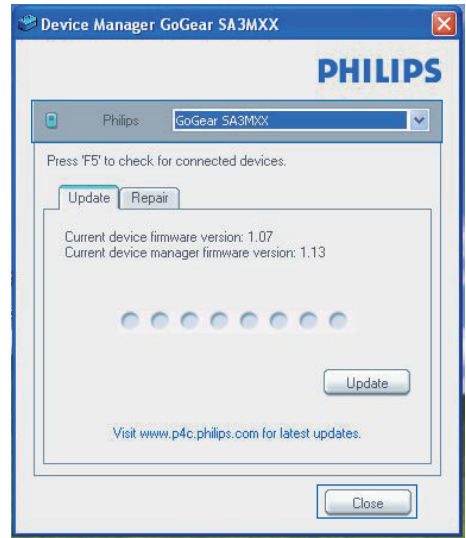 Device Manager GoGear SA3MXX
PHILIPS
Philips GoGear SA3MXX
Press 'F5' to check for connected devices.
Update Repair
Current device firmware version: 1.07
Current device manager firmware version: 1.13
Update
Visit www.p4c.philips.com for latest updates.
Close